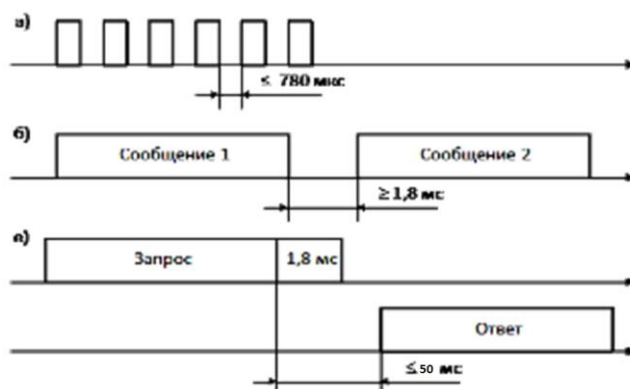 а)
≤ 780 мкс
б)
Сообщение 1
Сообщение 2
≥ 1,8 мс
в)
Запрос
1,8 мс
Ответ
≤ 50 мс